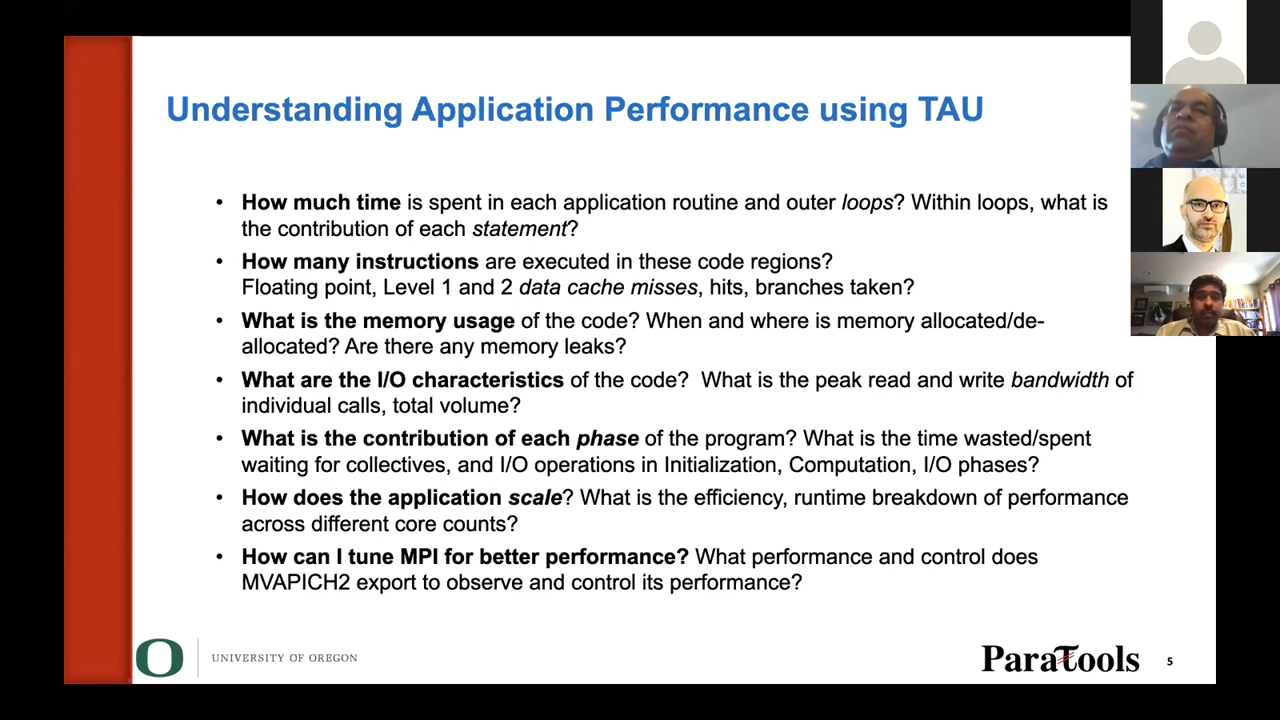 Understanding Application Performance using TAU
• How much time is spent in each application routine and outer loops? Within loops, what is
the contribution of each statement?
• How many instructions are executed in these code regions?
Floating point, Level 1 and 2 data cache misses, hits, branches taken?
• What is the memory usage of the code? When and where is memory allocated/de-
allocated? Are there any memory leaks?
• What are the I/O characteristics of the code?  What is the peak read and write bandwidth of
individual calls, total volume?
• What is the contribution of each phase of the program? What is the time wasted/spent
waiting for collectives, and I/O operations in Initialization, Computation, I/O phases?
• How does the application scale? What is the efficiency, runtime breakdown of performance
across different core counts?
• How can I tune MPI for better performance? What performance and control does
MVAPICH2 export to observe and control its performance?
O UNIVERSITY OF OREGON
ParaTools
5